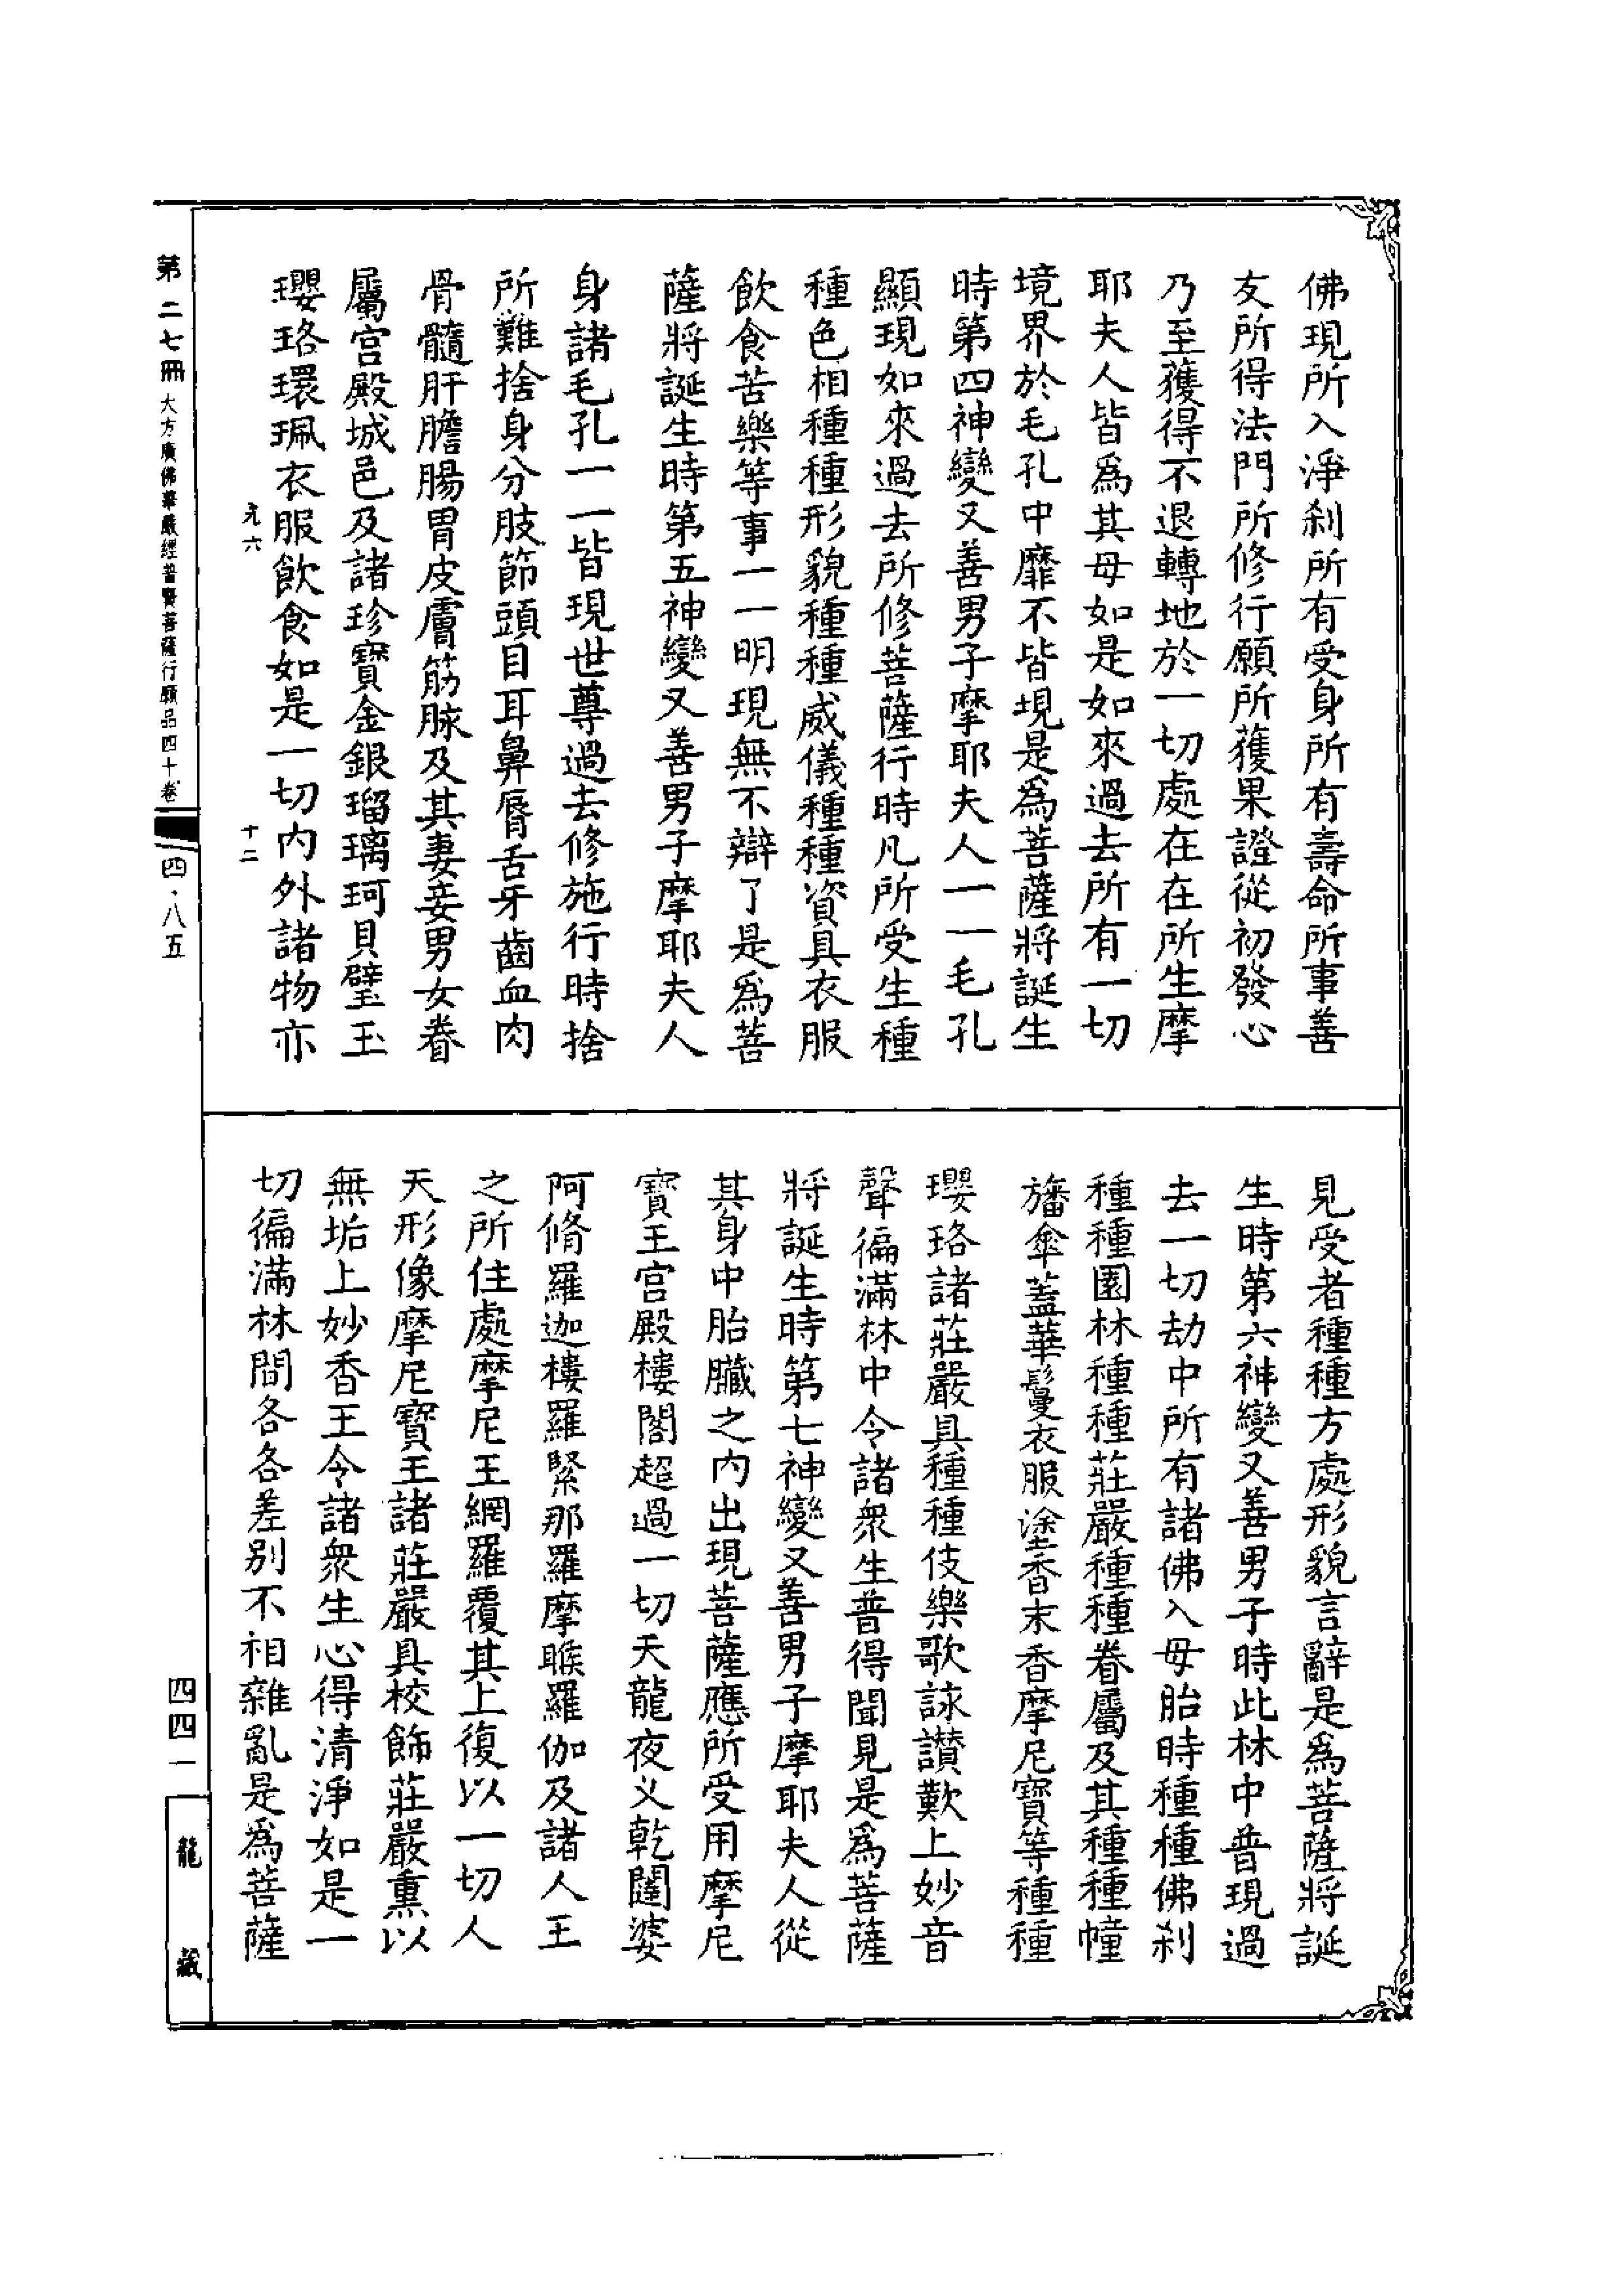 佛現所入淨刹所有受身所有壽命所事善
友所得法門所修行願所獲果證從初發心
乃至獲得不退轉地於一切處在在所生摩
耶夫人皆爲其母如是如來過去所有一切
境界於毛孔中靡不皆現是爲菩薩將誕生
時第四神變又善男子摩耶夫人一一毛孔
顯現如來過去所修菩薩行時凡所受生種
種色相種種形貌種種威儀種種資具衣服
飲食苦樂等事一一明現無不辯了是爲菩
薩將誕生時第五神變又善男子摩耶夫人
身諸毛孔一一皆現世尊過去修施行時捨
所難捨身分肢節頭目耳鼻脣舌牙齒血肉
骨髓肝膽腸胃皮膚筋脉及其妻妾男女眷
屬宮殿城邑及諸珍寶金銀瑠璃珂貝璧玉
瓔珞環珮衣服飲食如是一切内外諸物亦
元六 十二
見受者種種方處形貌言辭是爲菩薩將誕
生時第六神變又善男子時此林中普現過
去一切劫中所有諸佛入母胎時種種佛刹
種種園林種種莊嚴種種眷屬及其種種幢
旛傘蓋華鬘衣服塗香末香摩尼寶等種種
瓔珞諸莊嚴具種種伎樂歌詠讚歎上妙音
聲徧滿林中令諸衆生普得聞見是爲菩薩
將誕生時第七神變又善男子摩耶夫人從
其身中胎臟之内出現菩薩應所受用摩尼
寶王宮殿樓閣超過一切天龍夜义乾闥婆
阿脩羅迦樓羅緊那羅摩睺羅伽及諸人王
之所住處摩尼王網羅覆其上復以一切人
天形像摩尼寶王諸莊嚴具校飾莊嚴熏以
無垢上妙香王令諸衆生心得清淨如是一
切徧滿林間各各差别不相雜亂是爲菩薩
第二七冊 大方廣佛華嚴經普賢菩薩行願品四十卷 四·八五
四四一 龍藏